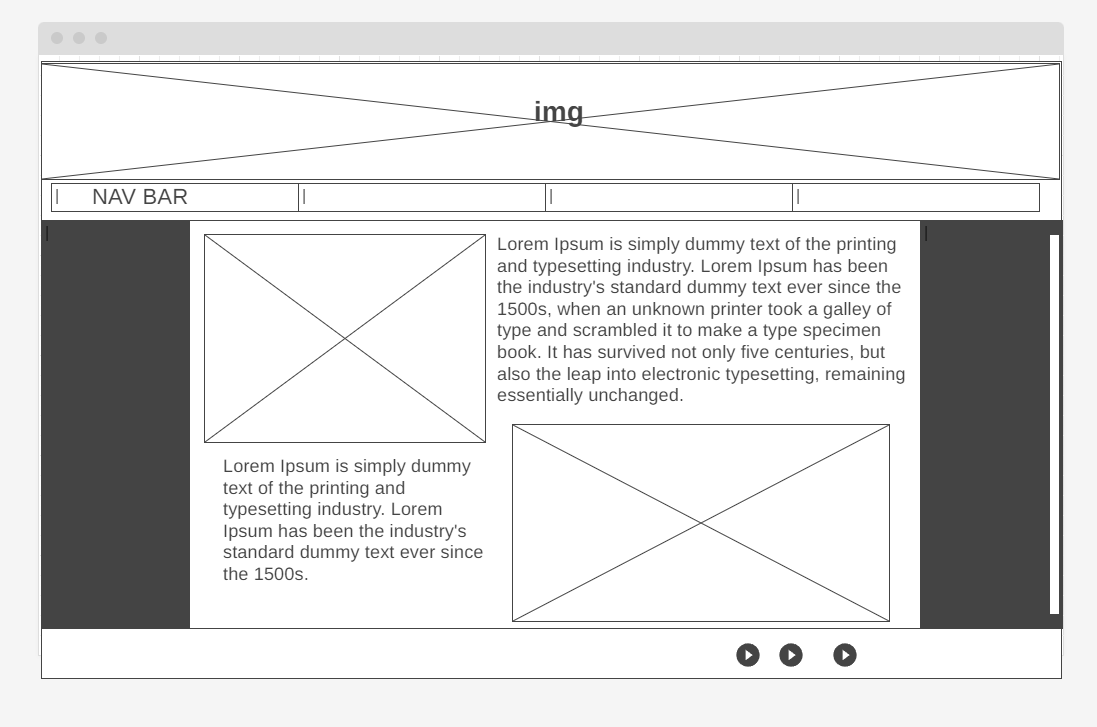 img
NAV BAR
Lorem Ipsum is simply dummy text of the printing
and typesetting industry. Lorem Ipsum has been
the industry's standard dummy text ever since the
1500s, when an unknown printer took a galley of
type and scrambled it to make a type specimen
book. It has survived not only five centuries, but
also the leap into electronic typesetting, remaining
essentially unchanged.
Lorem Ipsum is simply dummy
text of the printing and
typesetting industry. Lorem
Ipsum has been the industry's
standard dummy text ever since
the 1500s.